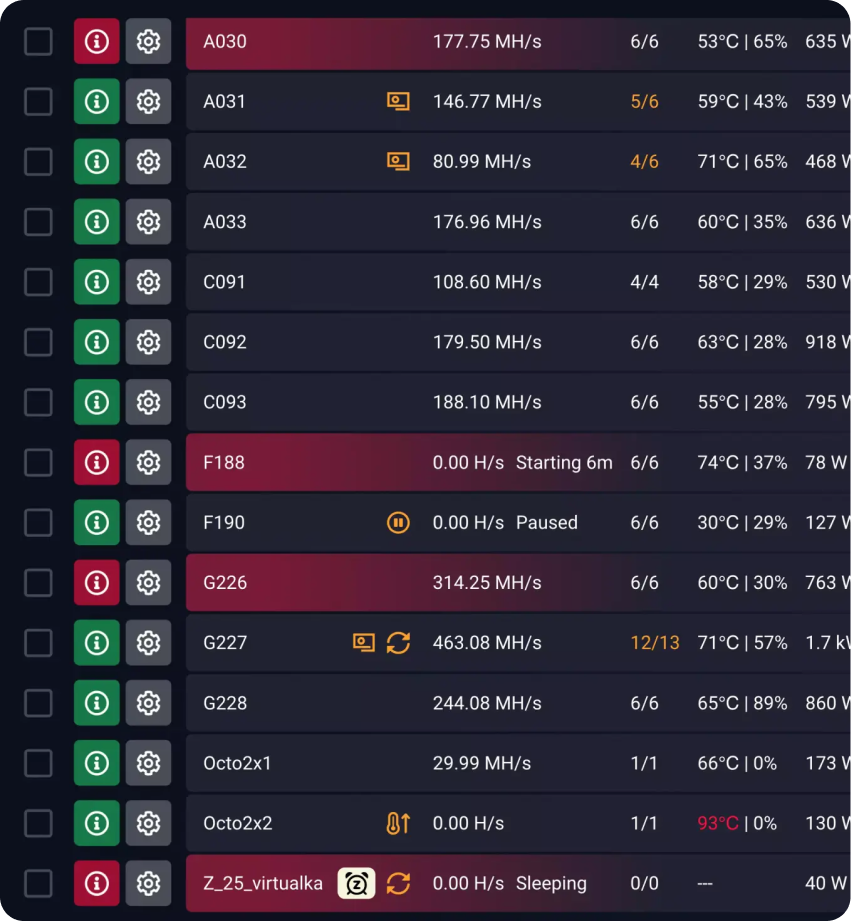 A030 177.75 MH/s 6/6 53°C | 65% 635 W
A031 146.77 MH/s 5/6 59°C | 43% 539 W
A032 80.99 MH/s 4/6 71°C | 65% 468 W
A033 176.96 MH/s 6/6 60°C | 35% 636 W
C091 108.60 MH/s 4/4 58°C | 29% 530 W
C092 179.50 MH/s 6/6 63°C | 28% 918 W
C093 188.10 MH/s 6/6 55°C | 28% 795 W
F188 0.00 H/s Starting 6m 6/6 74°C | 37% 78 W
F190 0.00 H/s Paused 6/6 30°C | 29% 127 W
G226 314.25 MH/s 6/6 60°C | 30% 763 W
G227 463.08 MH/s 12/13 71°C | 57% 1.7 kW
G228 244.08 MH/s 6/6 65°C | 89% 860 W
Octo2x1 29.99 MH/s 1/1 66°C | 0% 173 W
Octo2x2 0.00 H/s 1/1 93°C | 0% 130 W
Z_25_virtualka 0.00 H/s Sleeping 0/0 --- 40 W